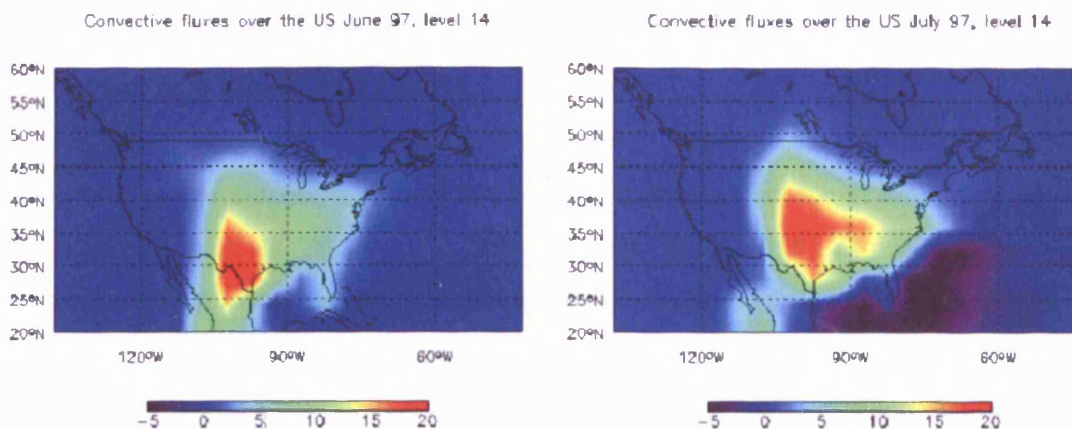 Convective fluxes over the US June 97, level 14
60°N
55°N
50°N
45°N
40°N
35°N
30°N
25°N
20°N
120°W 90°W 60°W
-5 0 5 10 15 20
Convective fluxes over the US July 97, level 14
60°N
55°N
50°N
45°N
40°N
35°N
30°N
25°N
20°N
120°W 90°W 60°W
-5 0 5 10 15 20